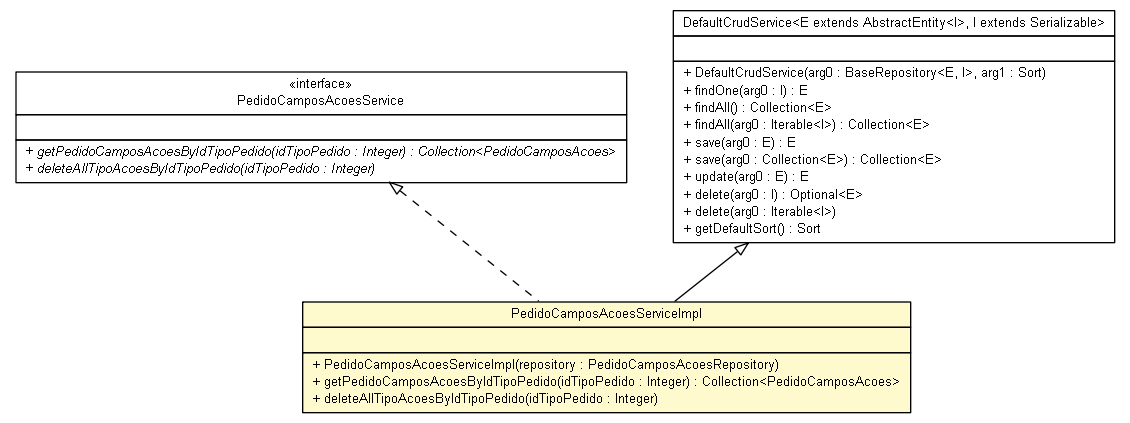 «interface»
PedidoCamposAcoesService
+ getPedidoCamposAcoesByIdTipoPedido(idTipoPedido : Integer) : Collection<PedidoCamposAcoes>
+ deleteAllTipoAcoesByIdTipoPedido(idTipoPedido : Integer)
DefaultCrudService<E extends AbstractEntity<I>, I extends Serializable>
+ DefaultCrudService(arg0 : BaseRepository<E, I>, arg1 : Sort)
+ findOne(arg0 : I) : E
+ findAll() : Collection<E>
+ findAll(arg0 : Iterable<I>) : Collection<E>
+ save(arg0 : E) : E
+ save(arg0 : Collection<E>) : Collection<E>
+ update(arg0 : E) : E
+ delete(arg0 : I) : Optional<E>
+ delete(arg0 : Iterable<I>)
+ getDefaultSort() : Sort
PedidoCamposAcoesServiceImpl
+ PedidoCamposAcoesServiceImpl(repository : PedidoCamposAcoesRepository)
+ getPedidoCamposAcoesByIdTipoPedido(idTipoPedido : Integer) : Collection<PedidoCamposAcoes>
+ deleteAllTipoAcoesByIdTipoPedido(idTipoPedido : Integer)